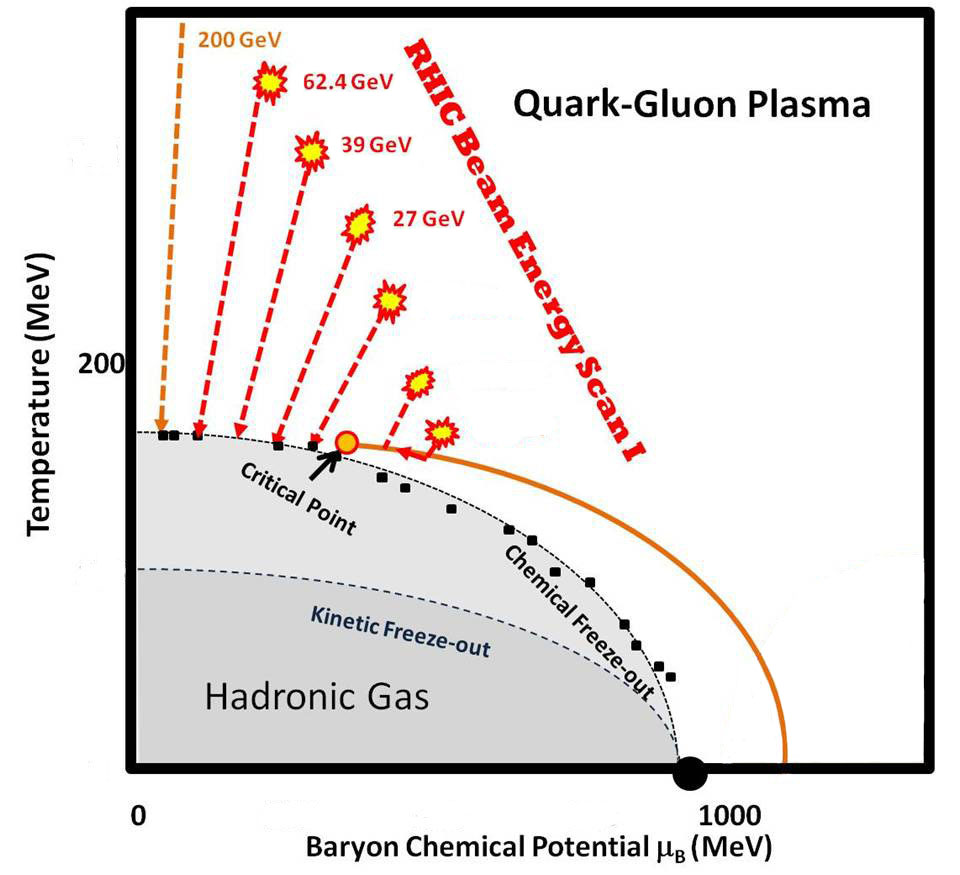 200 GeV
62.4 GeV
39 GeV
27 GeV
RHIC Beam Energy Scan I
Quark-Gluon Plasma
Temperature (MeV)
200
Critical Point
Chemical Freeze-out
Kinetic Freeze-out
Hadronic Gas
0
1000
Baryon Chemical Potential μB (MeV)